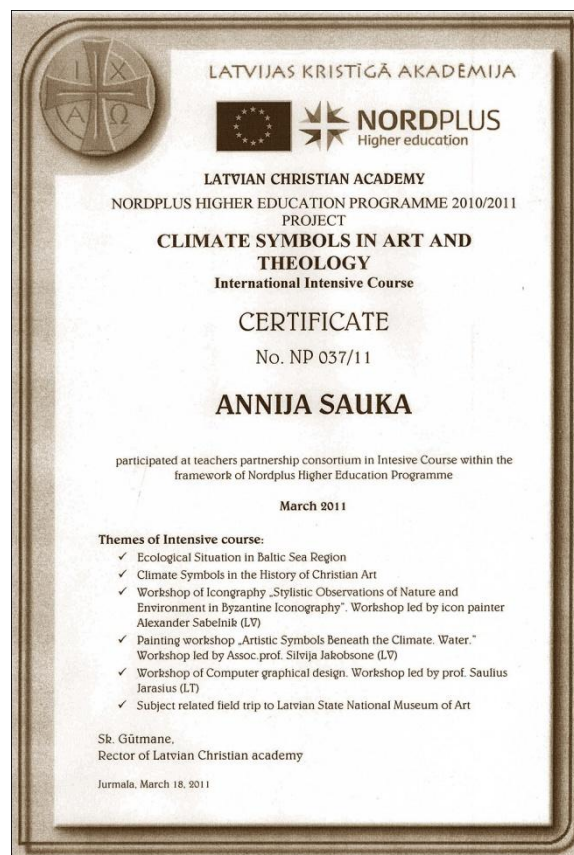 I X
A Ω
LATVIJAS KRISTĪGĀ AKADĒMIJA
NORDPLUS
Higher education
LATVIAN CHRISTIAN ACADEMY
NORDPLUS HIGHER EDUCATION PROGRAMME 2010/2011
PROJECT
CLIMATE SYMBOLS IN ART AND
THEOLOGY
International Intensive Course
CERTIFICATE
No. NP 037/11
ANNIJA SAUKA
participated at teachers partnership consortium in Intesive Course within the
framework of Nordplus Higher Education Programme
March 2011
Themes of Intensive course:
✓ Ecological Situation in Baltic Sea Region
✓ Climate Symbols in the History of Christian Art
✓ Workshop of Icongraphy „Stylistic Observations of Nature and
Environment in Byzantine Iconography". Workshop led by icon painter
Alexander Sabelnik (LV)
✓ Painting workshop „Artistic Symbols Beneath the Climate. Water."
Workshop led by Assoc.prof. Silvija Jakobsone (LV)
✓ Workshop of Computer graphical design. Workshop led by prof. Saulius
Jarasius (LT)
✓ Subject related field trip to Latvian State National Museum of Art
Sk. Gūtmane,
Rector of Latvian Christian academy
Jurmala, March 18, 2011